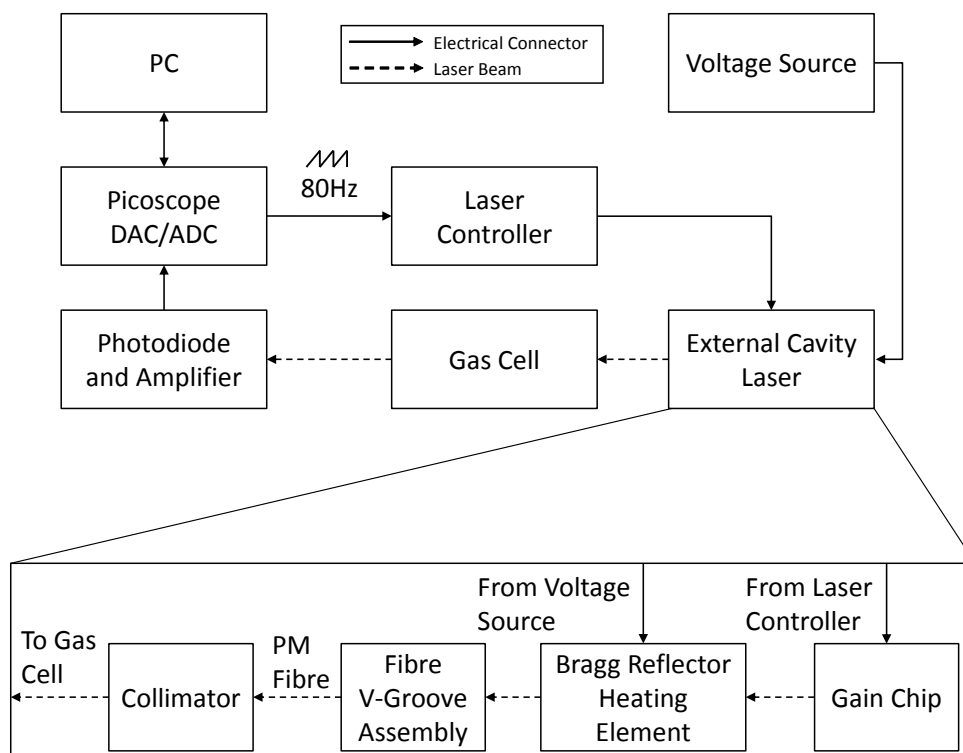 PC
Electrical Connector
Laser Beam
Voltage Source
Picoscope
DAC/ADC
80Hz
Laser
Controller
Photodiode
and Amplifier
Gas Cell
External Cavity
Laser
From Voltage
Source
From Laser
Controller
To Gas
Cell
Collimator
PM
Fibre
Fibre
V-Groove
Assembly
Bragg Reflector
Heating
Element
Gain Chip